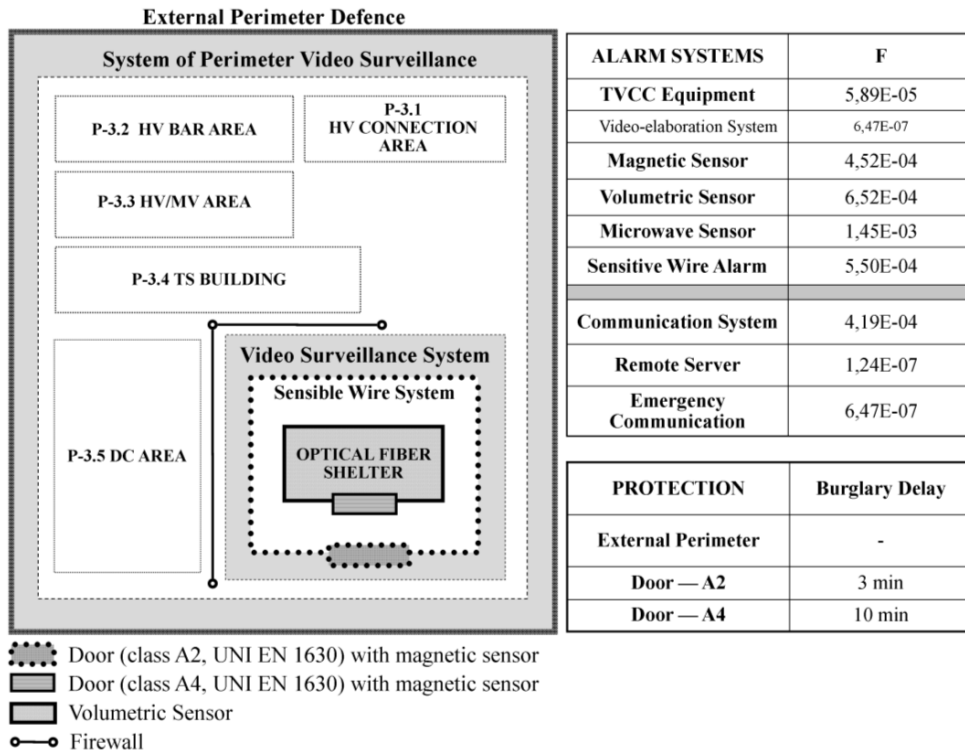 External Perimeter Defence
System of Perimeter Video Surveillance
P-3.2 HV BAR AREA
P-3.1
HV CONNECTION
AREA
P-3.3 HV/MV AREA
P-3.4 TS BUILDING
P-3.5 DC AREA
Video Surveillance System
Sensible Wire System
OPTICAL FIBER
SHELTER
Door (class A2, UNI EN 1630) with magnetic sensor
Door (class A4, UNI EN 1630) with magnetic sensor
Volumetric Sensor
Firewall
ALARM SYSTEMS F
TVCC Equipment 5,89E-05
Video-elaboration System 6,47E-07
Magnetic Sensor 4,52E-04
Volumetric Sensor 6,52E-04
Microwave Sensor 1,45E-03
Sensitive Wire Alarm 5,50E-04
Communication System 4,19E-04
Remote Server 1,24E-07
Emergency
Communication 6,47E-07
PROTECTION Burglary Delay
External Perimeter -
Door — A2 3 min
Door — A4 10 min